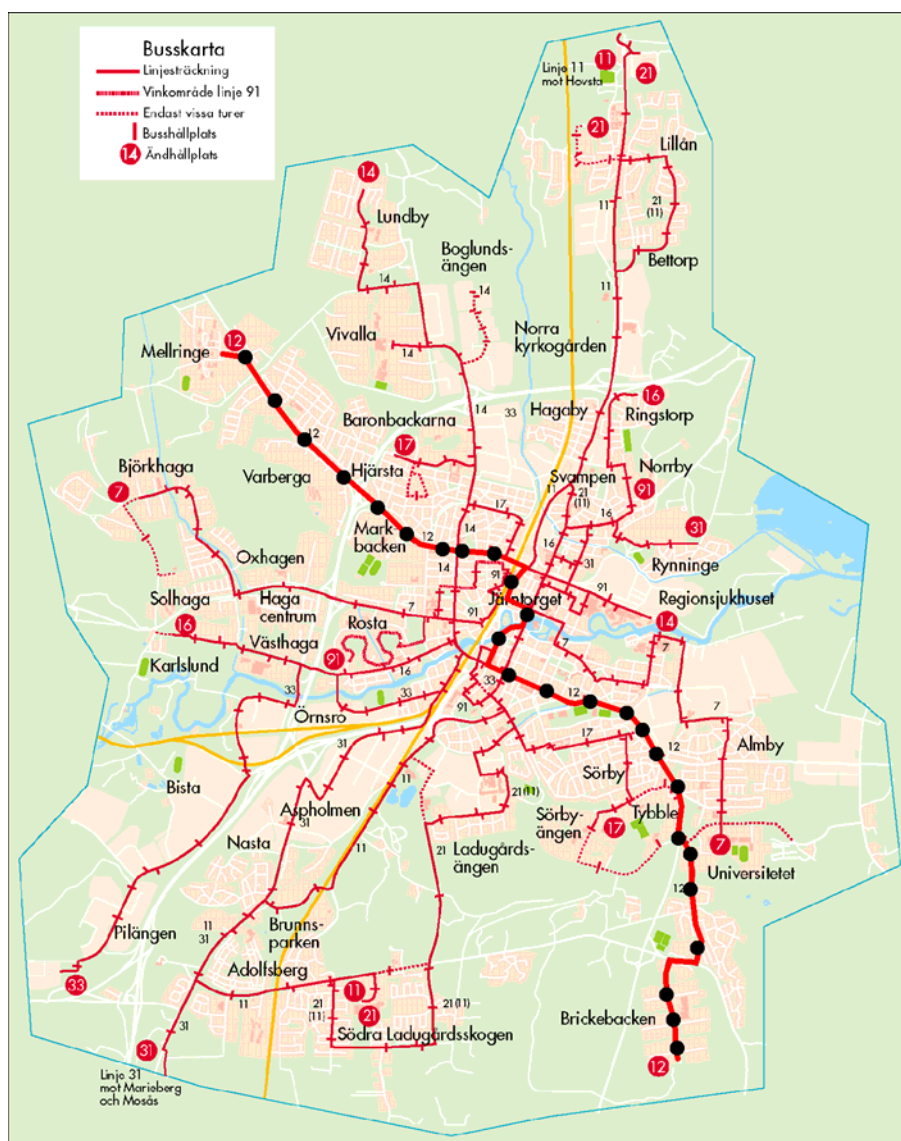 Busskarta
Linjesträckning
Vinkområde linje 91
Endast vissa turer
Busshållplats
14 Ändhållplats
11
21
Linje 11
mot Hovsta
21
Lillån
14
11
21
(11)
Lundby
Boglunds-
ängen
Bettorp
14
14
11
Norra
kyrkogården
Vivalla
12
Mellringe
14
16
14
33
Hagaby
Ringstorp
Baronbackarna
12
17
Björkhaga
Hjärsta
Svampen
Norrby
7
Varberga
11
21
(11)
91
17
16
31
Mark-
backen
12
14
16
Oxhagen
14
91
31
Rynninge
Järntorget
91
Regionsjukhuset
Solhaga
Haga
centrum
7
91
14
16
Rosta
Västhaga
7
7
91
16
Karlslund
33
33
33
12
91
7
Örnsro
31
17
12
Almby
Bista
11
Sörby
Aspholmen
21(11)
31
Sörby-
ängen
Tybble
17
7
Nasta
11
21
Ladugårds-
ängen
Universitetet
12
Pilängen
11
31
Brunns-
parken
33
Adolfsberg
11
11
21
(11)
21
21(11)
Brickebacken
31
31
Södra Ladugårdsskogen
12
Linje 31
mot Marieberg
och Mosås